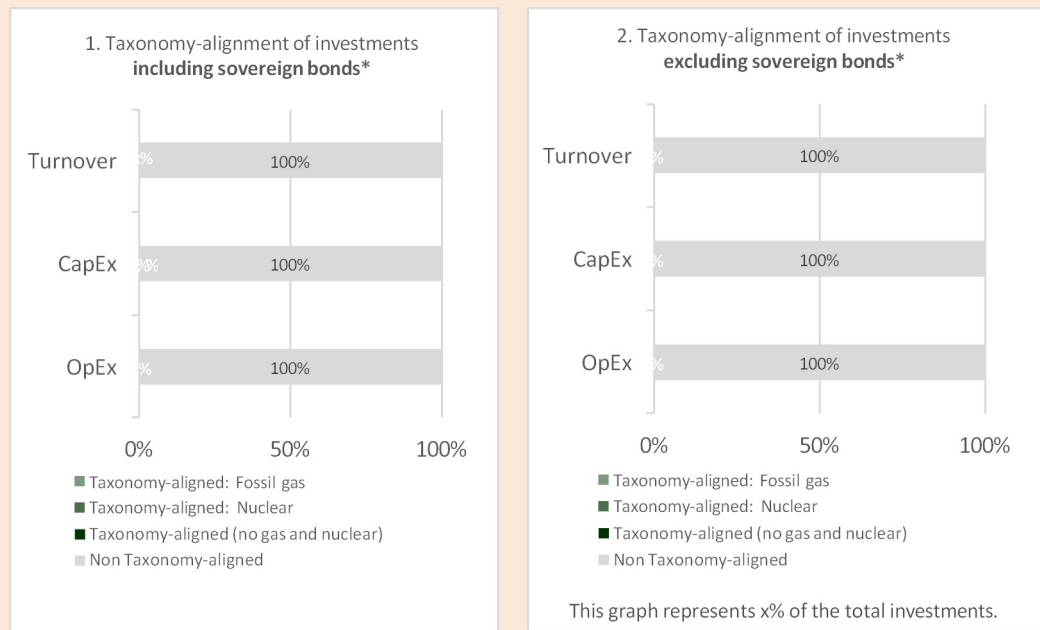 1. Taxonomy-alignment of investments
including sovereign bonds*
Turnover
100%
CapEx
100%
OpEx
100%
0% 50% 100%
Taxonomy-aligned: Fossil gas
Taxonomy-aligned: Nuclear
Taxonomy-aligned (no gas and nuclear)
Non Taxonomy-aligned
2. Taxonomy-alignment of investments
excluding sovereign bonds*
Turnover
100%
CapEx
100%
OpEx
100%
0% 50% 100%
Taxonomy-aligned: Fossil gas
Taxonomy-aligned: Nuclear
Taxonomy-aligned (no gas and nuclear)
Non Taxonomy-aligned
This graph represents x% of the total investments.